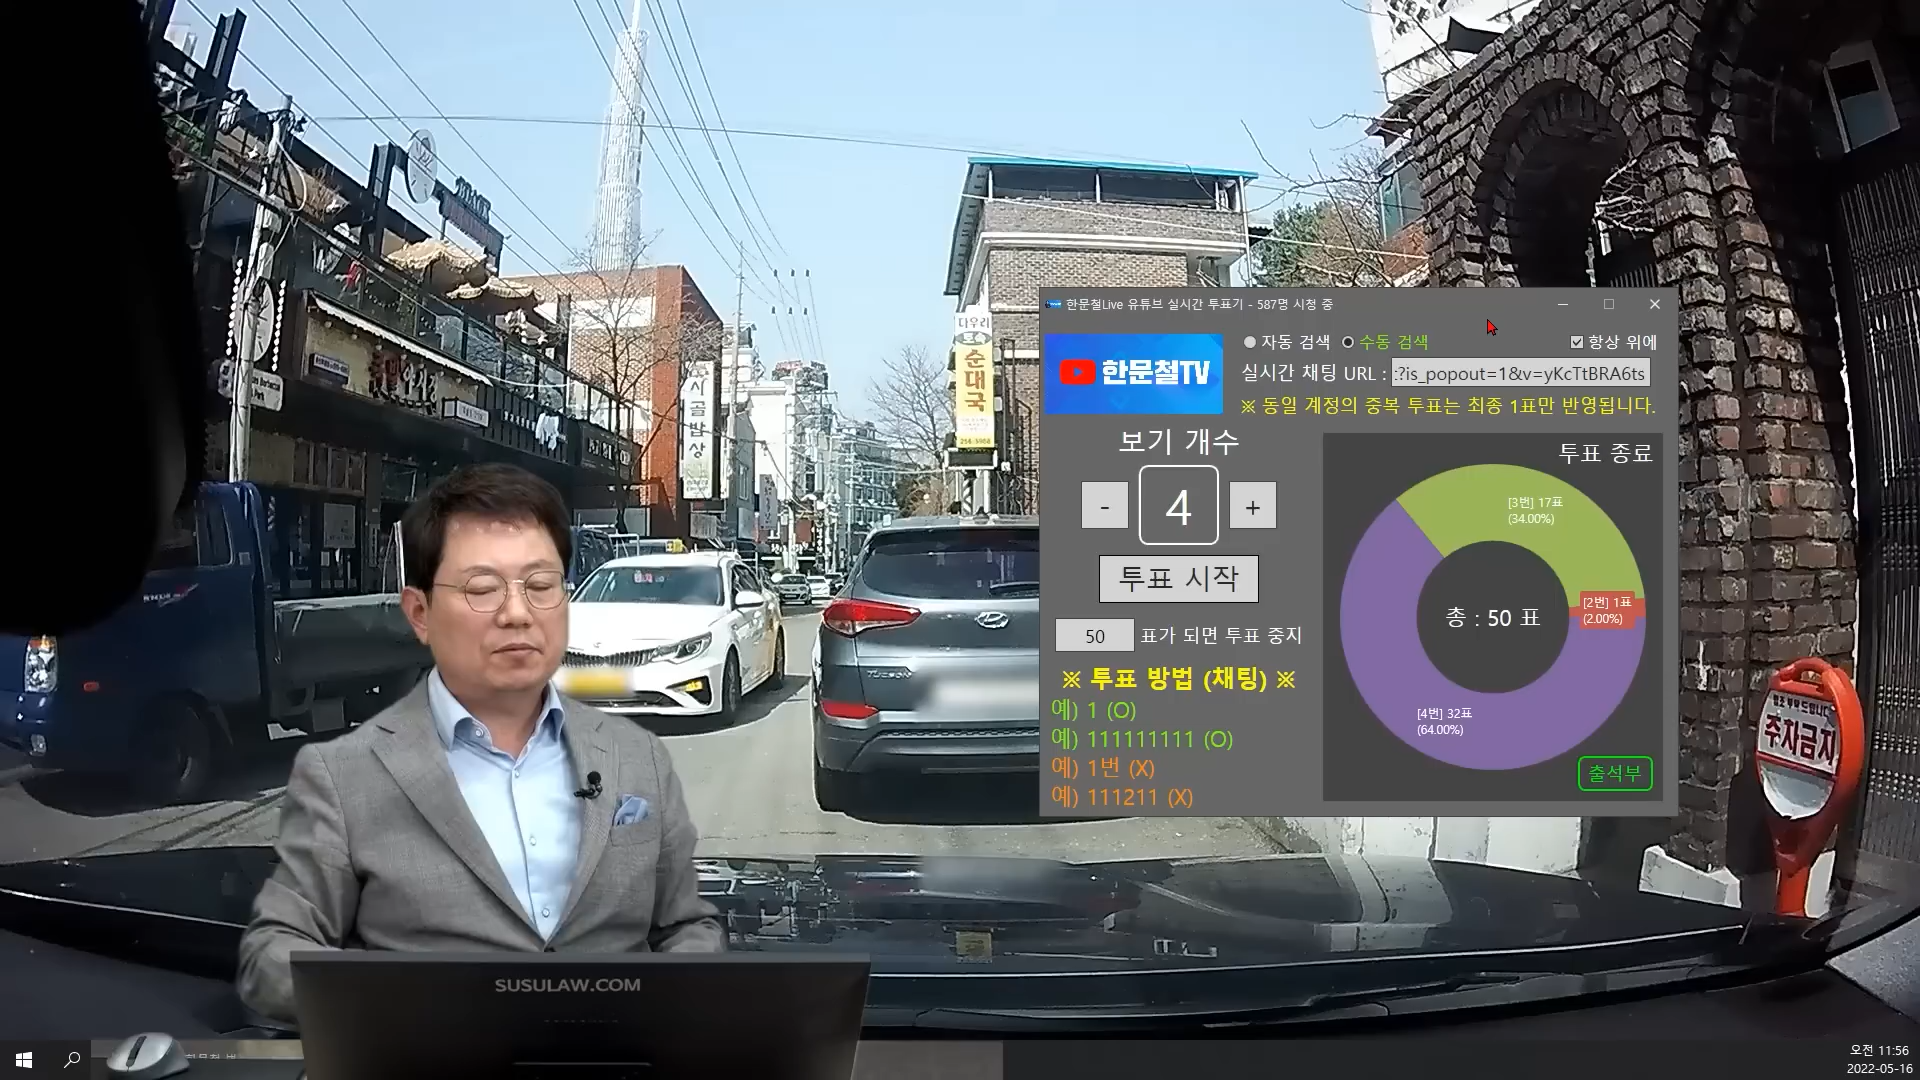 한문철Live 유튜브 실시간 투표기 - 587명 시청 중
한문철TV
자동 검색 수동 검색
항상 위에
실시간 채팅 URL : :?is_popout=1&v=yKcTtBRA6ts
※ 동일 계정의 중복 투표는 최종 1표만 반영됩니다.
보기 개수
- 4 +
투표 시작
50 표가 되면 투표 중지
※ 투표 방법 (채팅) ※
예) 1 (O)
예) 111111111 (O)
예) 1번 (X)
예) 111211 (X)
투표 종료
[3번] 17표
(34.00%)
[2번] 1표
(2.00%)
총 : 50 표
[4번] 32표
(64.00%)
출석부
다우리
토속
순대국
시골밥상
TUCSON
주차금지
SUSULAW.COM
오전 11:56
2022-05-16